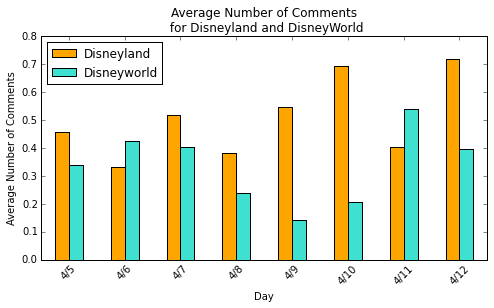 Average Number of Comments
for Disneyland and DisneyWorld
Disneyland
Disneyworld
Average Number of Comments
0.8
0.7
0.6
0.5
0.4
0.3
0.2
0.1
0.0
4/5 4/6 4/7 4/8 4/9 4/10 4/11 4/12
Day